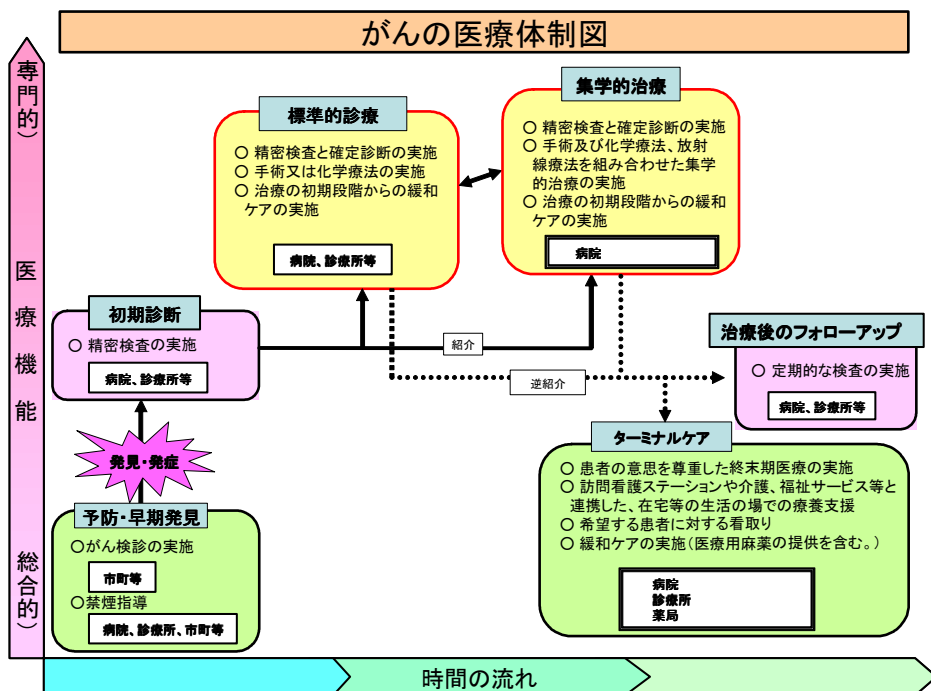 がんの医療体制図
専門的）
医療機能
総合的）
集学的治療
○ 精密検査と確定診断の実施
○ 手術及び化学療法、放射
線療法を組み合わせた集学
的治療の実施
○ 治療の初期段階からの緩和
ケアの実施
病院
標準的診療
○ 精密検査と確定診断の実施
○ 手術又は化学療法の実施
○ 治療の初期段階からの緩和
ケアの実施
病院、診療所等
初期診断
○ 精密検査の実施
病院、診療所等
紹介
逆紹介
治療後のフォローアップ
○ 定期的な検査の実施
病院、診療所等
発見・発症
予防・早期発見
○がん検診の実施
市町等
○禁煙指導
病院、診療所、市町等
ターミナルケア
○ 患者の意思を尊重した終末期医療の実施
○ 訪問看護ステーションや介護、福祉サービス等と
連携した、在宅等の生活の場での療養支援
○ 希望する患者に対する看取り
○ 緩和ケアの実施（医療用麻薬の提供を含む。）
病院
診療所
薬局
時間の流れ